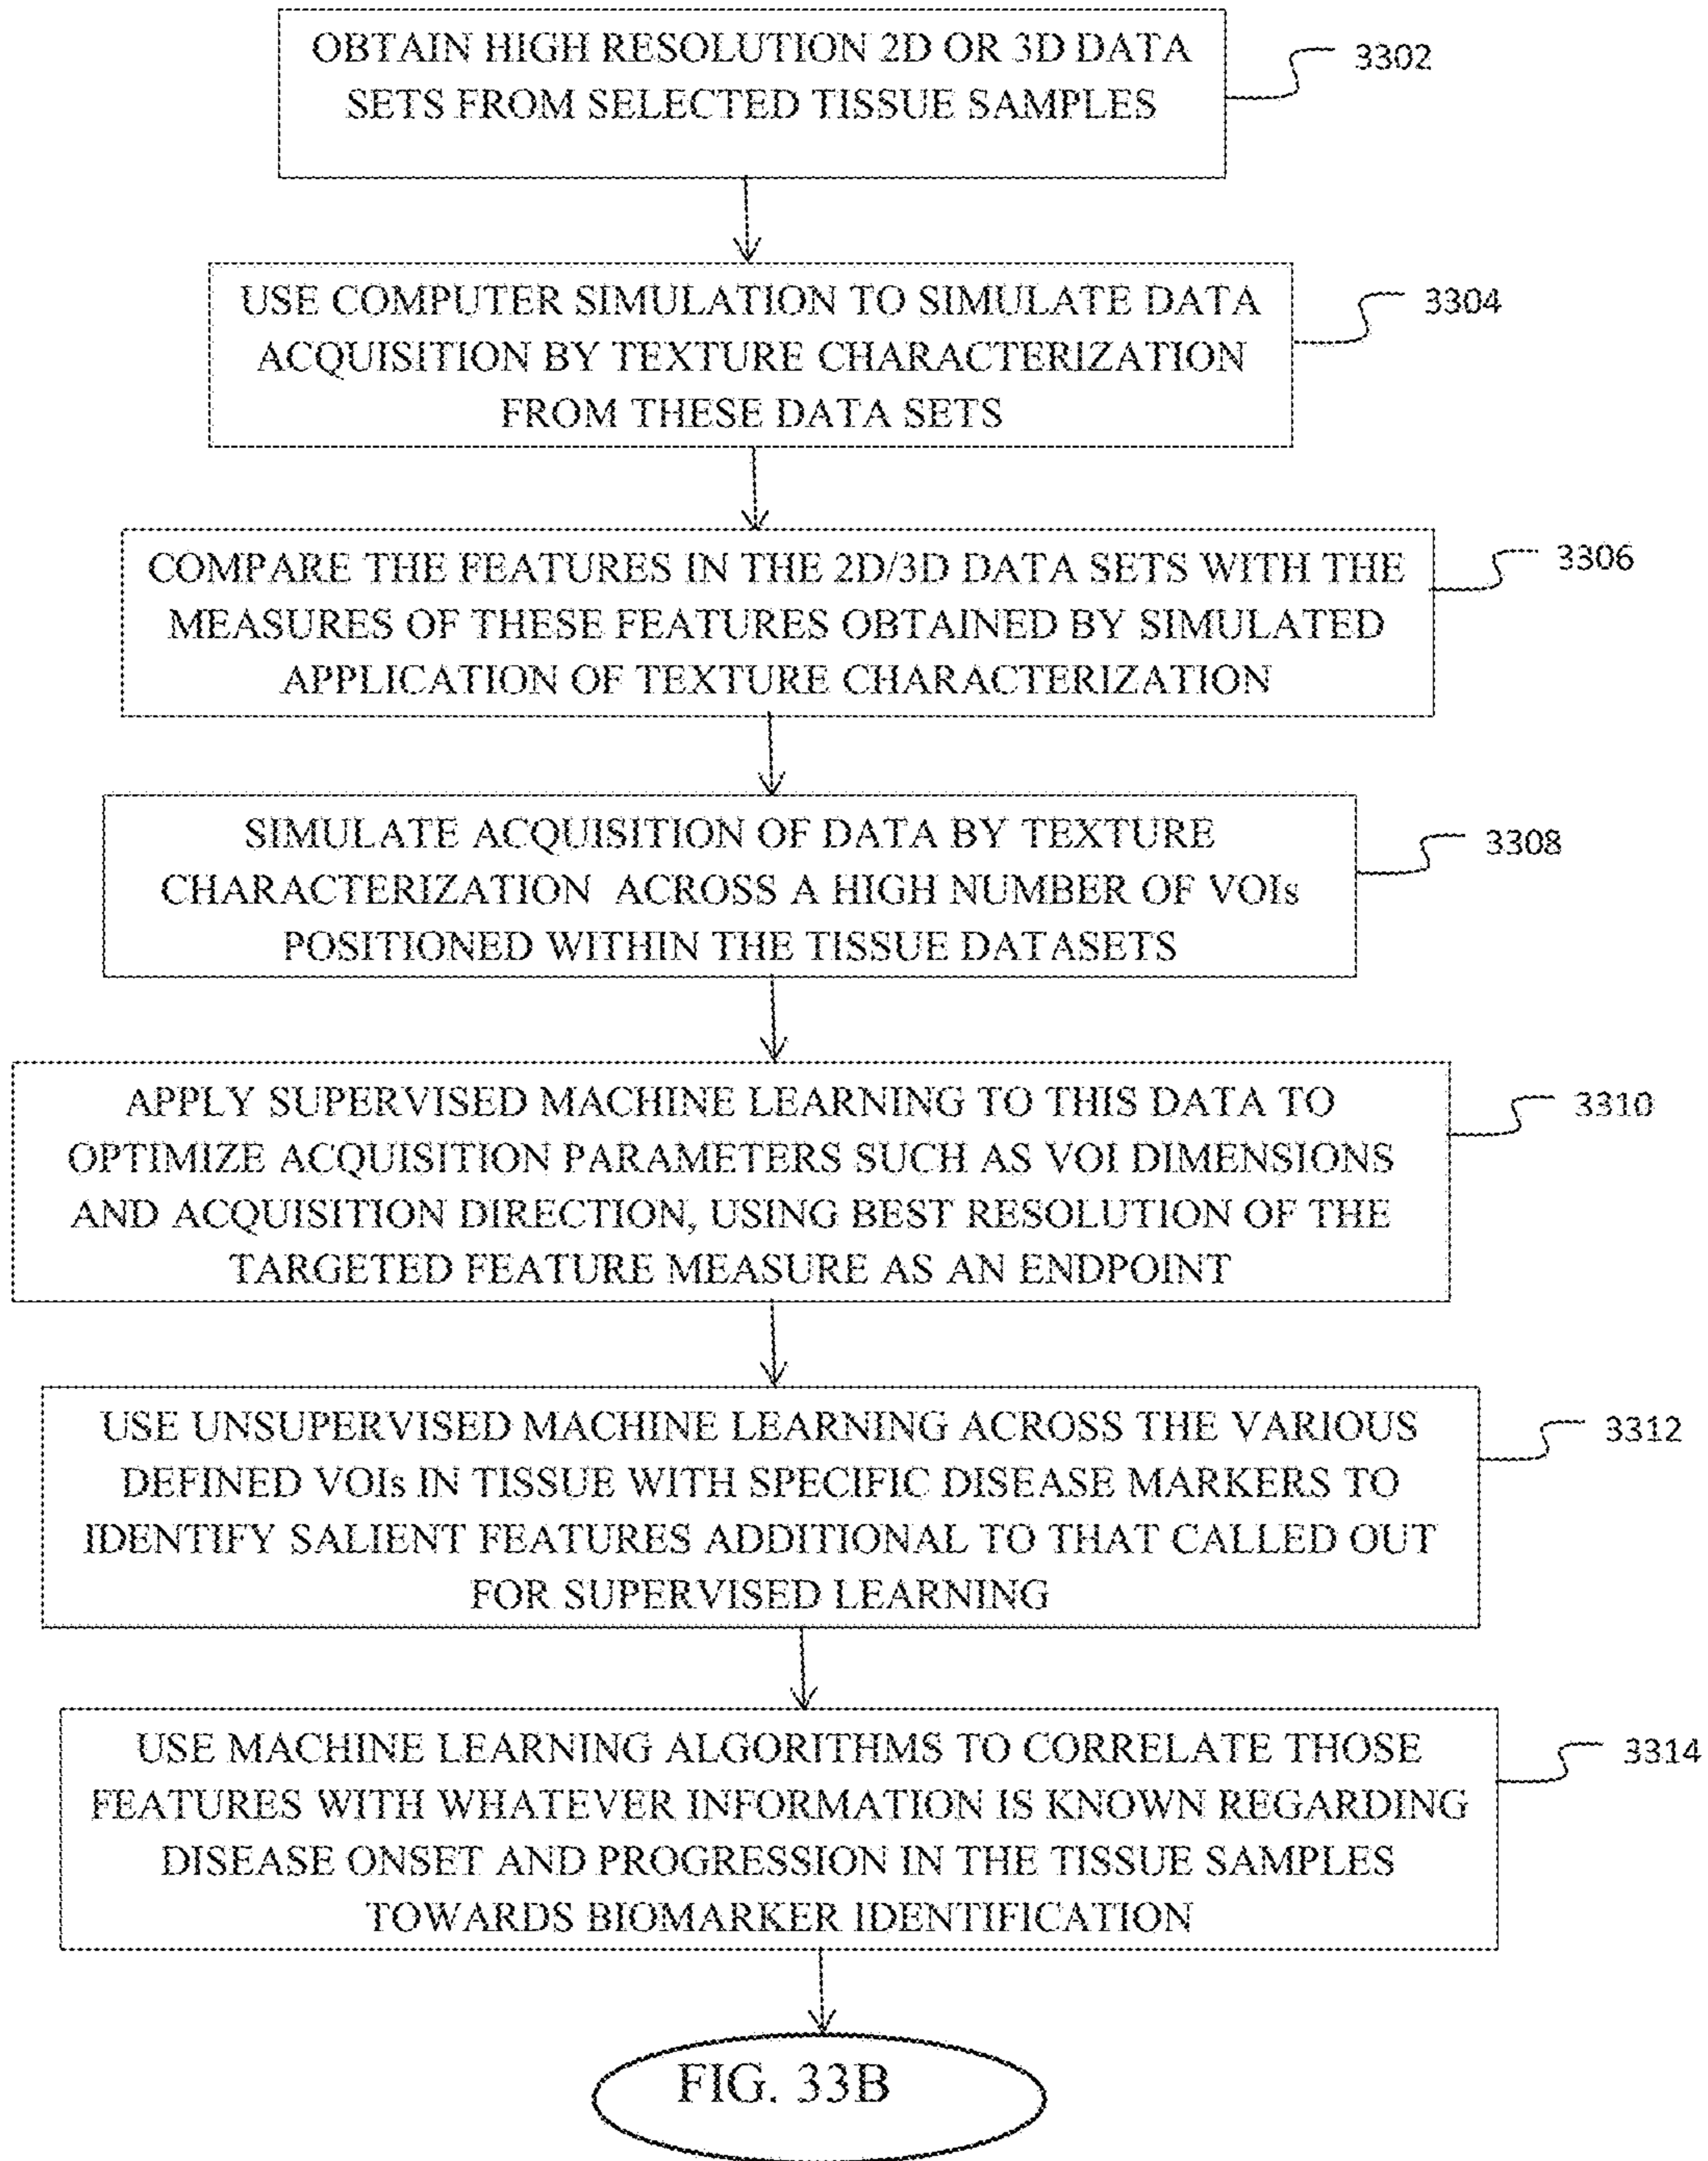 OBTAIN HIGH RESOLUTION 2D OR 3D DATA
SETS FROM SELECTED TISSUE SAMPLES
3302
USE COMPUTER SIMULATION TO SIMULATE DATA
ACQUISITION BY TEXTURE CHARACTERIZATION
FROM THESE DATA SETS
3304
COMPARE THE FEATURES IN THE 2D/3D DATA SETS WITH THE
MEASURES OF THESE FEATURES OBTAINED BY SIMULATED
APPLICATION OF TEXTURE CHARACTERIZATION
3306
SIMULATE ACQUISITION OF DATA BY TEXTURE
CHARACTERIZATION ACROSS A HIGH NUMBER OF VOIs
POSITIONED WITHIN THE TISSUE DATASETS
3308
APPLY SUPERVISED MACHINE LEARNING TO THIS DATA TO
OPTIMIZE ACQUISITION PARAMETERS SUCH AS VOI DIMENSIONS
AND ACQUISITION DIRECTION, USING BEST RESOLUTION OF THE
TARGETED FEATURE MEASURE AS AN ENDPOINT
3310
USE UNSUPERVISED MACHINE LEARNING ACROSS THE VARIOUS
DEFINED VOIs IN TISSUE WITH SPECIFIC DISEASE MARKERS TO
IDENTIFY SALIENT FEATURES ADDITIONAL TO THAT CALLED OUT
FOR SUPERVISED LEARNING
3312
USE MACHINE LEARNING ALGORITHMS TO CORRELATE THOSE
FEATURES WITH WHATEVER INFORMATION IS KNOWN REGARDING
DISEASE ONSET AND PROGRESSION IN THE TISSUE SAMPLES
TOWARDS BIOMARKER IDENTIFICATION
3314
FIG. 33B